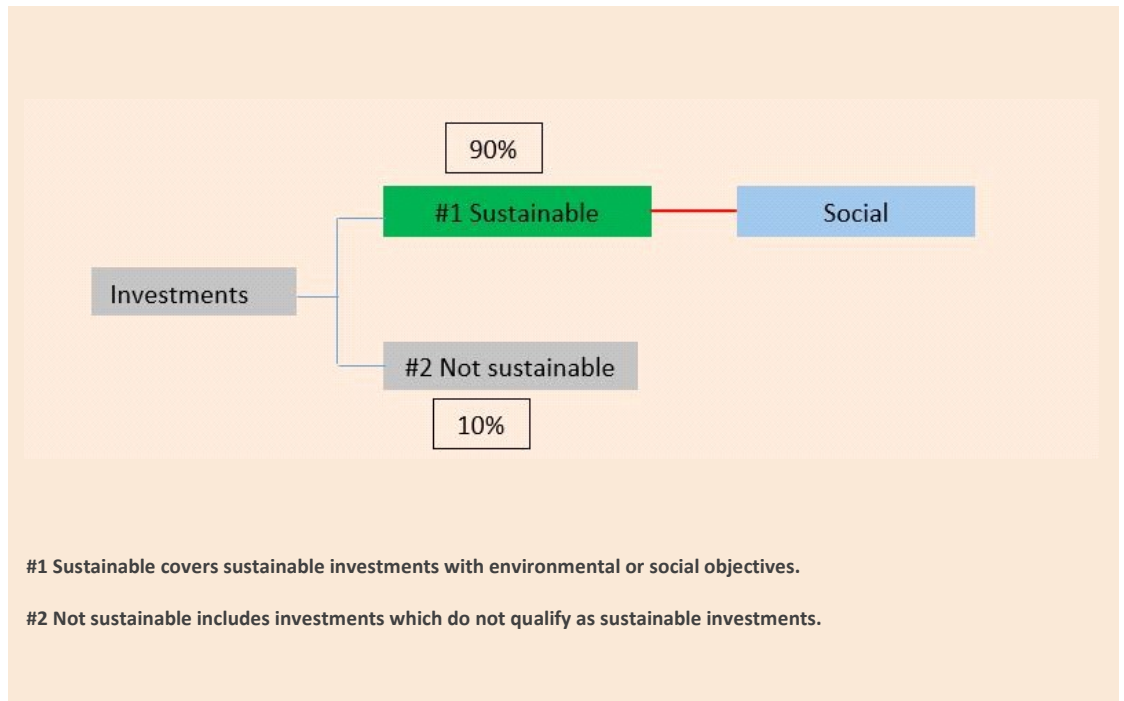 90%
#1 Sustainable
Social
Investments
#2 Not sustainable
10%
#1 Sustainable covers sustainable investments with environmental or social objectives.
#2 Not sustainable includes investments which do not qualify as sustainable investments.